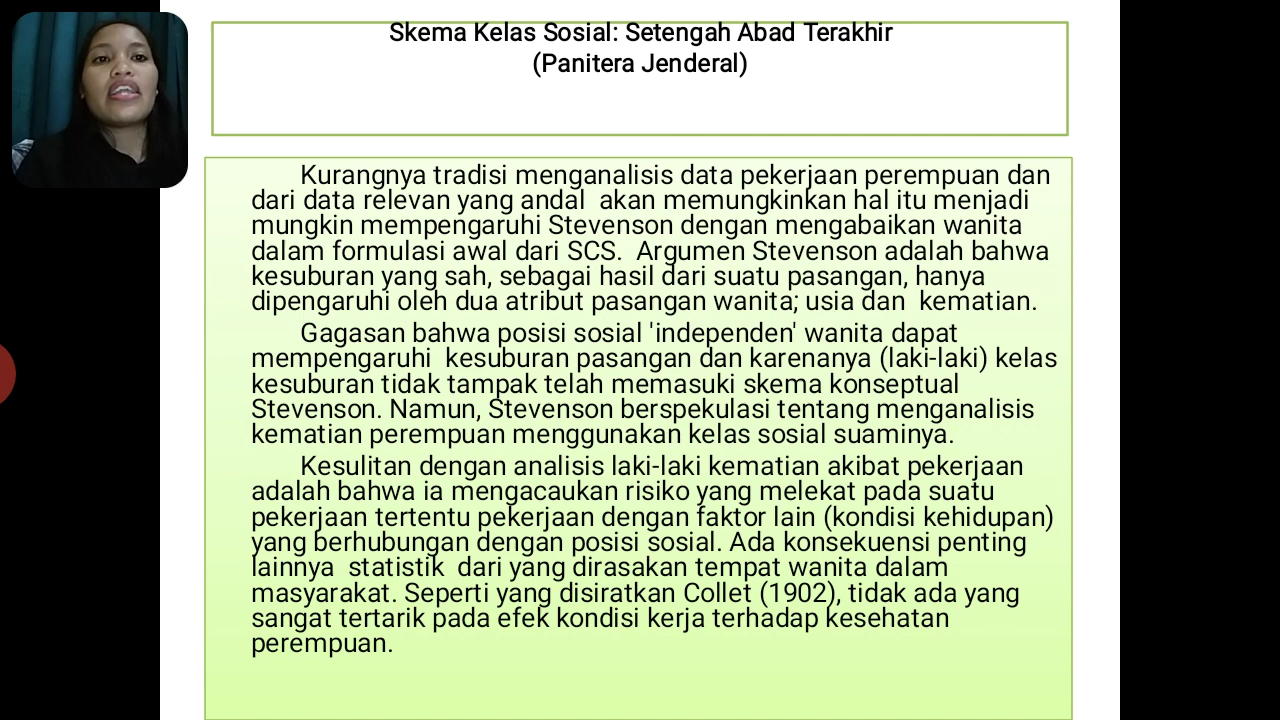 Skema Kelas Sosial: Setengah Abad Terakhir
(Panitera Jenderal)
Kurangnya tradisi menganalisis data pekerjaan perempuan dan
dari data relevan yang andal  akan memungkinkan hal itu menjadi
mungkin mempengaruhi Stevenson dengan mengabaikan wanita
dalam formulasi awal dari SCS.  Argumen Stevenson adalah bahwa
kesuburan yang sah, sebagai hasil dari suatu pasangan, hanya
dipengaruhi oleh dua atribut pasangan wanita; usia dan  kematian.
Gagasan bahwa posisi sosial 'independen' wanita dapat
mempengaruhi  kesuburan pasangan dan karenanya (laki-laki) kelas
kesuburan tidak tampak telah memasuki skema konseptual
Stevenson. Namun, Stevenson berspekulasi tentang menganalisis
kematian perempuan menggunakan kelas sosial suaminya.
Kesulitan dengan analisis laki-laki kematian akibat pekerjaan
adalah bahwa ia mengacaukan risiko yang melekat pada suatu
pekerjaan tertentu pekerjaan dengan faktor lain (kondisi kehidupan)
yang berhubungan dengan posisi sosial. Ada konsekuensi penting
lainnya  statistik  dari yang dirasakan tempat wanita dalam
masyarakat. Seperti yang disiratkan Collet (1902), tidak ada yang
sangat tertarik pada efek kondisi kerja terhadap kesehatan
perempuan.